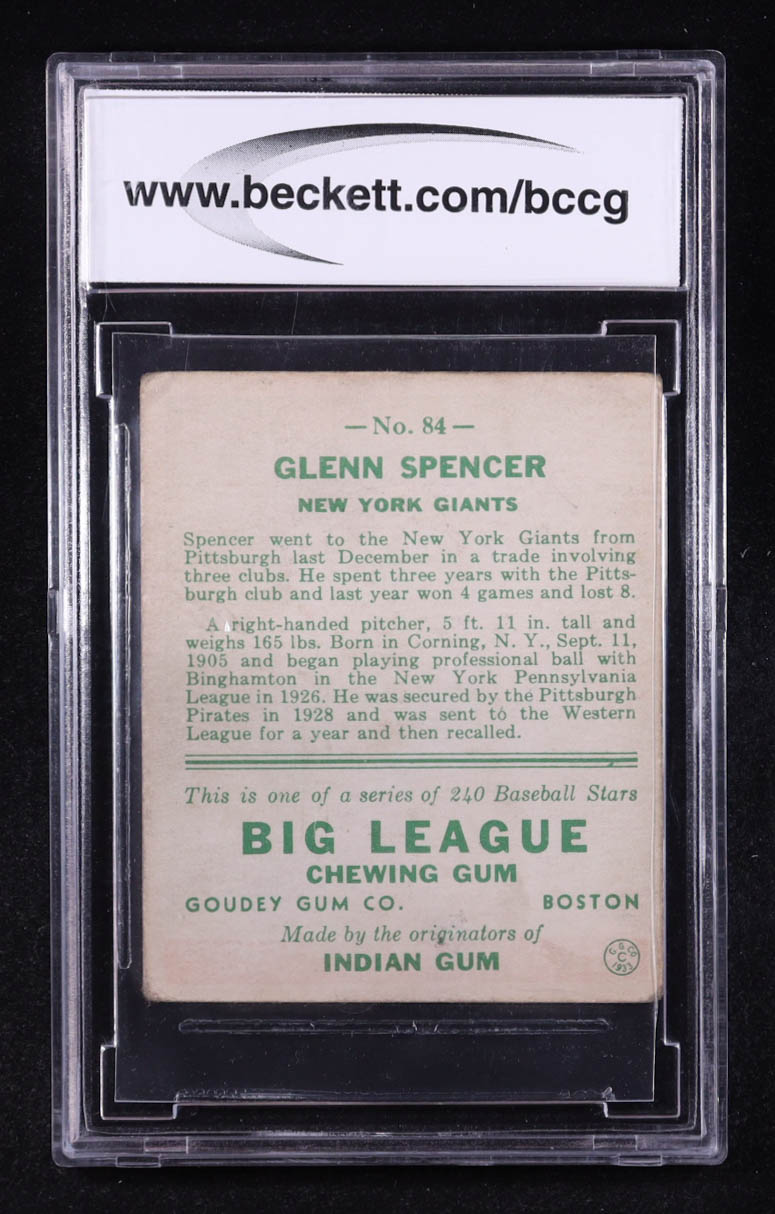 www.beckett.com/bccg
— No. 84 —
GLENN SPENCER
NEW YORK GIANTS
Spencer went to the New York Giants from
Pittsburgh last December in a trade involving
three clubs. He spent three years with the Pitts-
burgh club and last year won 4 games and lost 8.
A right-handed pitcher, 5 ft. 11 in. tall and
weighs 165 lbs. Born in Corning, N. Y., Sept. 11,
1905 and began playing professional ball with
Binghamton in the New York Pennsylvania
League in 1926. He was secured by the Pittsburgh
Pirates in 1928 and was sent to the Western
League for a year and then recalled.
This is one of a series of 240 Baseball Stars
BIG LEAGUE
CHEWING GUM
GOUDEY GUM CO. BOSTON
Made by the originators of
INDIAN GUM
G. G. Co.
C
1933